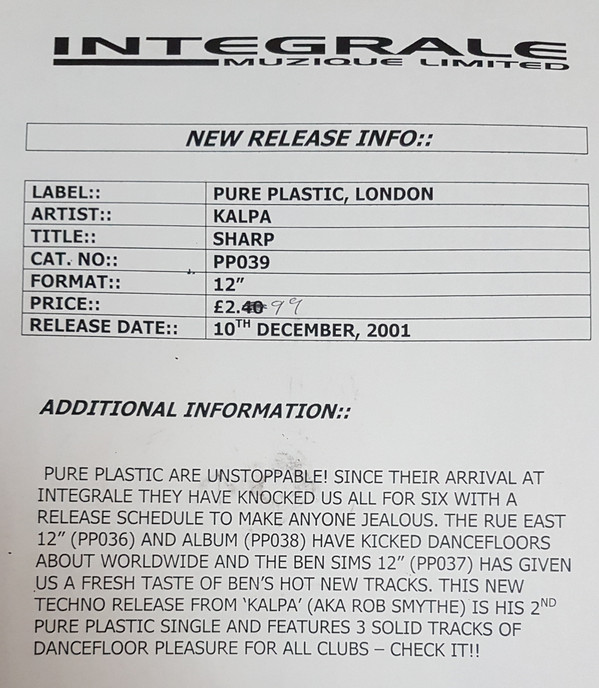 INTEGRALE
MUZIQUE LIMITED
NEW RELEASE INFO::
LABEL:: PURE PLASTIC, LONDON
ARTIST:: KALPA
TITLE:: SHARP
CAT. NO:: PP039
FORMAT:: 12”
PRICE:: £2.40 99
RELEASE DATE:: 10TH DECEMBER, 2001
ADDITIONAL INFORMATION::
PURE PLASTIC ARE UNSTOPPABLE! SINCE THEIR ARRIVAL AT
INTEGRALE THEY HAVE KNOCKED US ALL FOR SIX WITH A
RELEASE SCHEDULE TO MAKE ANYONE JEALOUS. THE RUE EAST
12” (PP036) AND ALBUM (PP038) HAVE KICKED DANCEFLOORS
ABOUT WORLDWIDE AND THE BEN SIMS 12” (PP037) HAS GIVEN
US A FRESH TASTE OF BEN’S HOT NEW TRACKS. THIS NEW
TECHNO RELEASE FROM ‘KALPA’ (AKA ROB SMYTHE) IS HIS 2ND
PURE PLASTIC SINGLE AND FEATURES 3 SOLID TRACKS OF
DANCEFLOOR PLEASURE FOR ALL CLUBS – CHECK IT!!